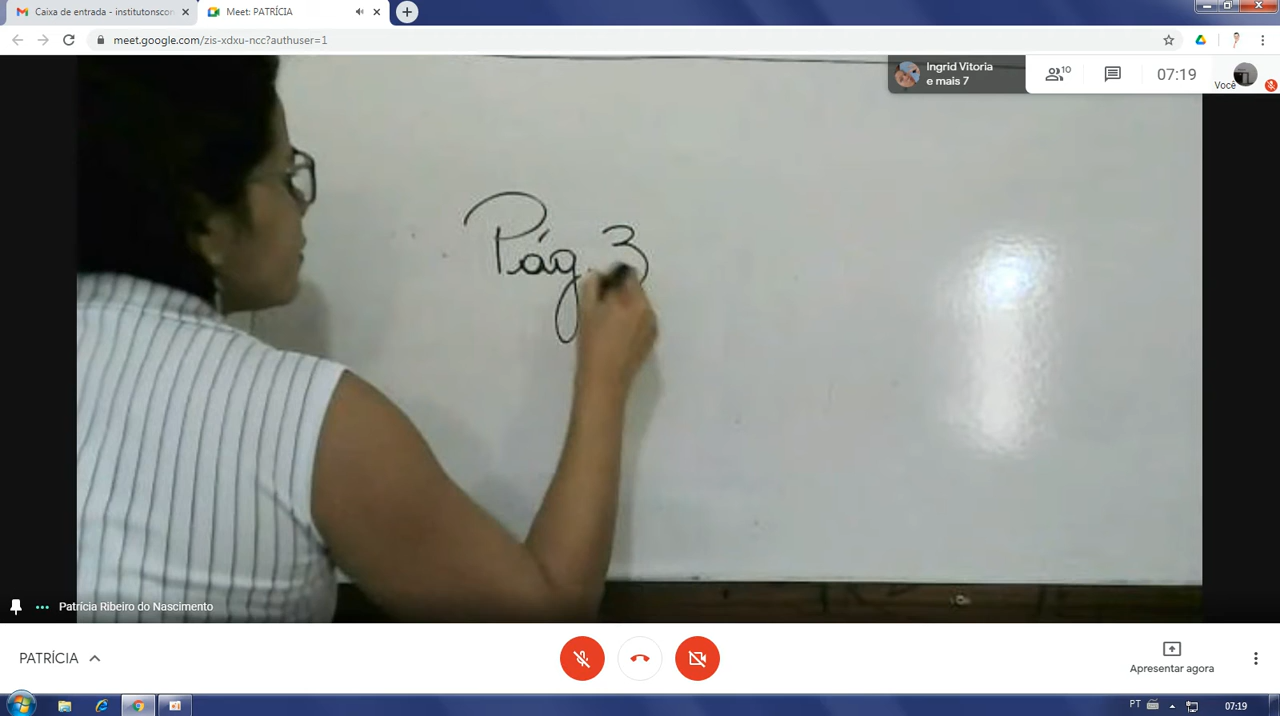 Caixa de entrada - institutonscon
Meet: PATRÍCIA
meet.google.com/zis-xdxu-ncc?authuser=1
Ingrid Vitoria
e mais 7
10
07:19
Você
Pág. 3
Patrícia Ribeiro do Nascimento
PATRÍCIA
Apresentar agora
PT
07:19